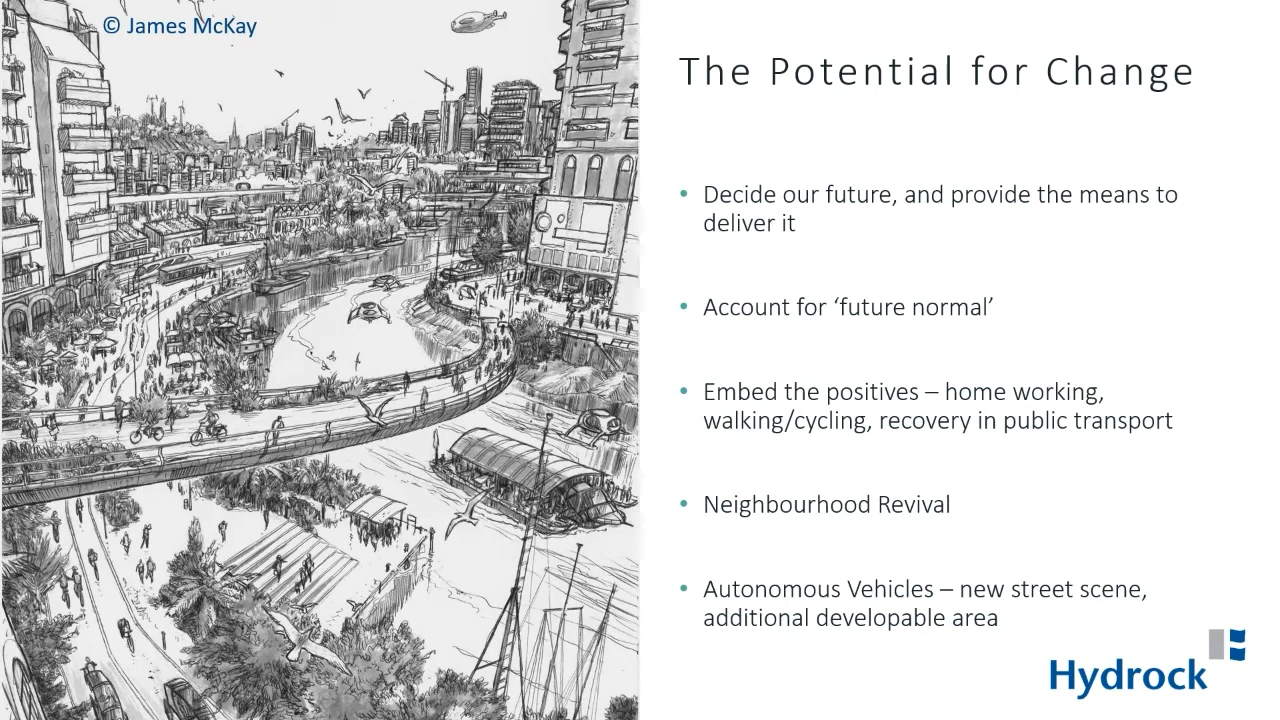 © James McKay
The Potential for Change
• Decide our future, and provide the means to
deliver it
• Account for ‘future normal’
• Embed the positives – home working,
walking/cycling, recovery in public transport
• Neighbourhood Revival
• Autonomous Vehicles – new street scene,
additional developable area
Hydrock